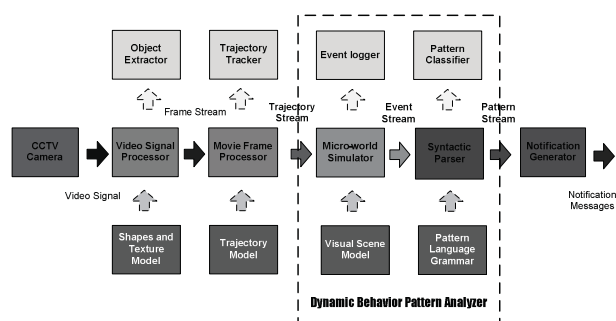 Object
Extractor
Trajectory
Tracker
Event logger
Pattern
Classifier
Frame Stream
Trajectory
Stream
Event
Stream
Pattern
Stream
CCTV
Camera
Video Signal
Processor
Movie Frame
Processor
Micro-world
Simulator
Syntactic
Parser
Notification
Generator
Video Signal
Notification
Messages
Shapes and
Texture
Model
Trajectory
Model
Visual Scene
Model
Pattern
Language
Grammar
Dynamic Behavior Pattern Analyzer